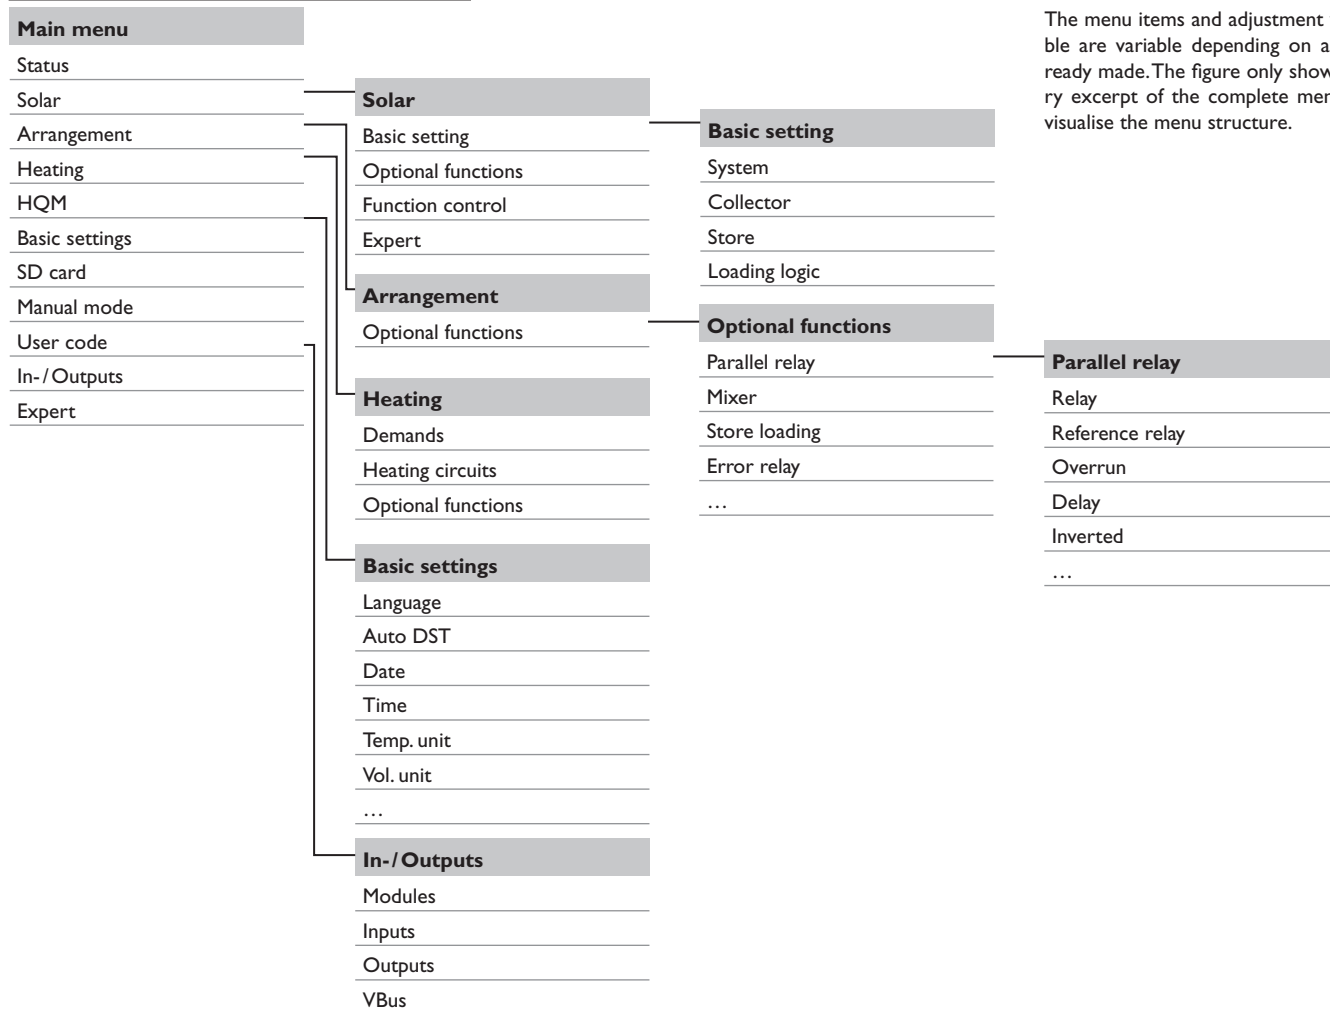 Main menu
Status
Solar
Arrangement
Heating
HQM
Basic settings
SD card
Manual mode
User code
In- / Outputs
Expert
Solar
Basic setting
Optional functions
Function control
Expert
Arrangement
Optional functions
Heating
Demands
Heating circuits
Optional functions
Basic settings
Language
Auto DST
Date
Time
Temp. unit
Vol. unit
…
In- / Outputs
Modules
Inputs
Outputs
VBus
Basic setting
System
Collector
Store
Loading logic
Optional functions
Parallel relay
Mixer
Store loading
Error relay
…
Parallel relay
Relay
Reference relay
Overrun
Delay
Inverted
…
The menu items and adjustment
ble are variable depending on a
ready made. The figure only show
ry excerpt of the complete
visualise the menu structure.